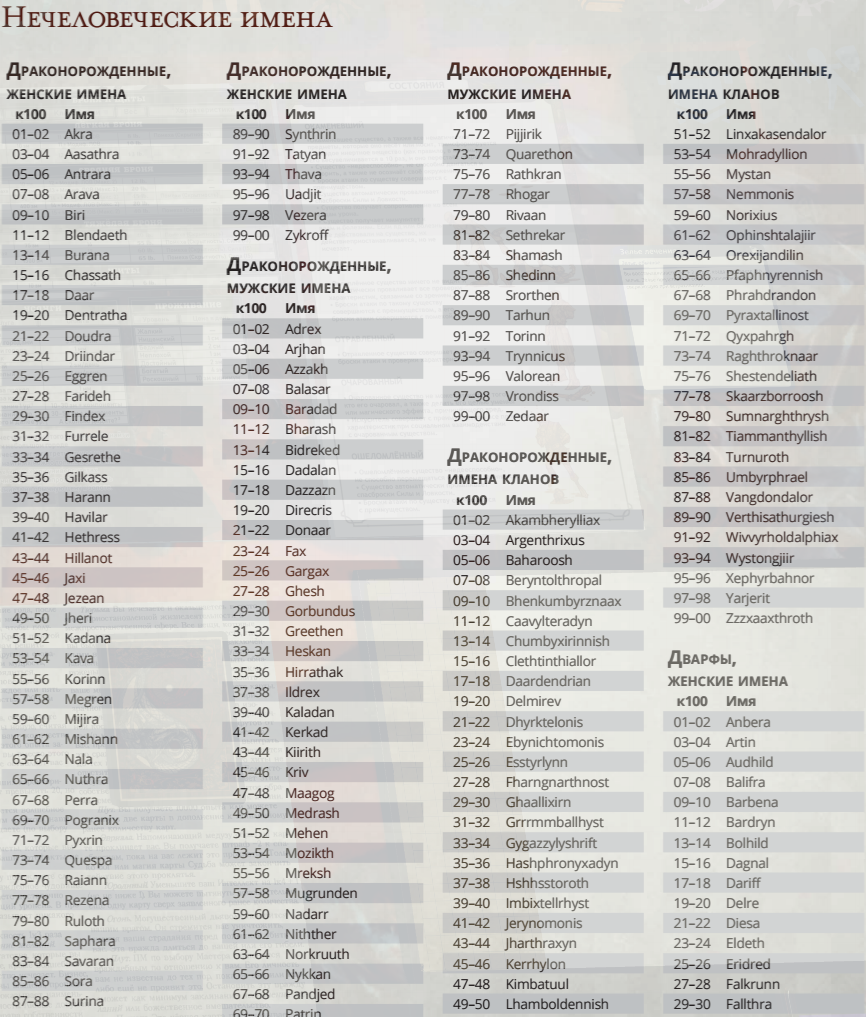 Нечеловеческие имена
Драконорожденные,
женские имена
к100 Имя
01–02 Akra
03–04 Aasathra
05–06 Antrara
07–08 Arava
09–10 Biri
11–12 Blendaeth
13–14 Burana
15–16 Chassath
17–18 Daar
19–20 Dentratha
21–22 Doudra
23–24 Driindar
25–26 Eggren
27–28 Farideh
29–30 Findex
31–32 Furrele
33–34 Gesrethe
35–36 Gilkass
37–38 Harann
39–40 Havilar
41–42 Hethress
43–44 Hillanot
45–46 Jaxi
47–48 Jezean
49–50 Jheri
51–52 Kadana
53–54 Kava
55–56 Korinn
57–58 Megren
59–60 Mijira
61–62 Mishann
63–64 Nala
65–66 Nuthra
67–68 Perra
69–70 Pogranix
71–72 Pyxrin
73–74 Quespa
75–76 Raiann
77–78 Rezena
79–80 Ruloth
81–82 Saphara
83–84 Savaran
85–86 Sora
87–88 Surina
Драконорожденные,
женские имена
к100 Имя
89–90 Synthrin
91–92 Tatyan
93–94 Thava
95–96 Uadjit
97–98 Vezera
99–00 Zykroff
Драконорожденные,
мужские имена
к100 Имя
01–02 Adrex
03–04 Arjhan
05–06 Azzakh
07–08 Balasar
09–10 Baradad
11–12 Bharash
13–14 Bidreked
15–16 Dadalan
17–18 Dazzazn
19–20 Direcris
21–22 Donaar
23–24 Fax
25–26 Gargax
27–28 Ghesh
29–30 Gorbundus
31–32 Greethen
33–34 Heskan
35–36 Hirrathak
37–38 Ildrex
39–40 Kaladan
41–42 Kerkad
43–44 Kiirith
45–46 Kriv
47–48 Maagog
49–50 Medrash
51–52 Mehen
53–54 Mozikth
55–56 Mreksh
57–58 Mugrunden
59–60 Nadarr
61–62 Nithther
63–64 Norkruuth
65–66 Nykkan
67–68 Pandjed
69–70 Patrin
Драконорожденные,
мужские имена
к100 Имя
71–72 Pijjirik
73–74 Quarethon
75–76 Rathkran
77–78 Rhogar
79–80 Rivaan
81–82 Sethrekar
83–84 Shamash
85–86 Shedinn
87–88 Srorthen
89–90 Tarhun
91–92 Torinn
93–94 Trynnicus
95–96 Valorean
97–98 Vrondiss
99–00 Zedaar
Драконорожденные,
имена кланов
к100 Имя
01–02 Akambherylliax
03–04 Argenthrixus
05–06 Baharoosh
07–08 Beryntolthropal
09–10 Bhenkumbyrznaax
11–12 Caavylteradyn
13–14 Chumbyxirinnish
15–16 Clethtinthiallor
17–18 Daardendrian
19–20 Delmirev
21–22 Dhyrktelonis
23–24 Ebynichtomonis
25–26 Esstyrlynn
27–28 Fharngnarthnost
29–30 Ghaallixirn
31–32 Grrrmmballhyst
33–34 Gygazzylyshrift
35–36 Hashphronyxadyn
37–38 Hshhsstoroth
39–40 Imbixtellrhyst
41–42 Jerynomonis
43–44 Jharthraxyn
45–46 Kerrhylon
47–48 Kimbatuul
49–50 Lhamboldennish
Драконорожденные,
имена кланов
к100 Имя
51–52 Linxakasendalor
53–54 Mohradyllion
55–56 Mystan
57–58 Nemmonis
59–60 Norixius
61–62 Ophinshtalajiir
63–64 Orexijandilin
65–66 Pfaphnyrennish
67–68 Phrahdrandon
69–70 Pyraxtallinost
71–72 Qyxpahrgh
73–74 Raghthroknaar
75–76 Shestendeliath
77–78 Skaarzborroosh
79–80 Sumnarghthrysh
81–82 Tiammanthyllish
83–84 Turnuroth
85–86 Umbyrphrael
87–88 Vangdondalor
89–90 Verthisathurgiesh
91–92 Wivvyrholdalphiax
93–94 Wystongjiir
95–96 Xephyrbahnor
97–98 Yarjerit
99–00 Zzzxaaxthroth
Дварфы,
женские имена
к100 Имя
01–02 Anbera
03–04 Artin
05–06 Audhild
07–08 Balifra
09–10 Barbena
11–12 Bardryn
13–14 Bolhild
15–16 Dagnal
17–18 Dariff
19–20 Delre
21–22 Diesa
23–24 Eldeth
25–26 Eridred
27–28 Falkrunn
29–30 Fallthra